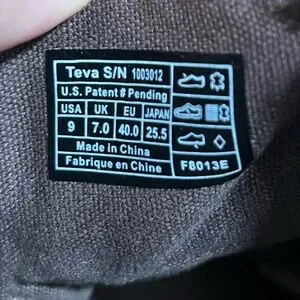 Teva S/N 1003012
U.S. Patent # Pending
USA UK EU JAPAN
9 7.0 40.0 25.5
Made in China
Fabrique en Chine
F8013E